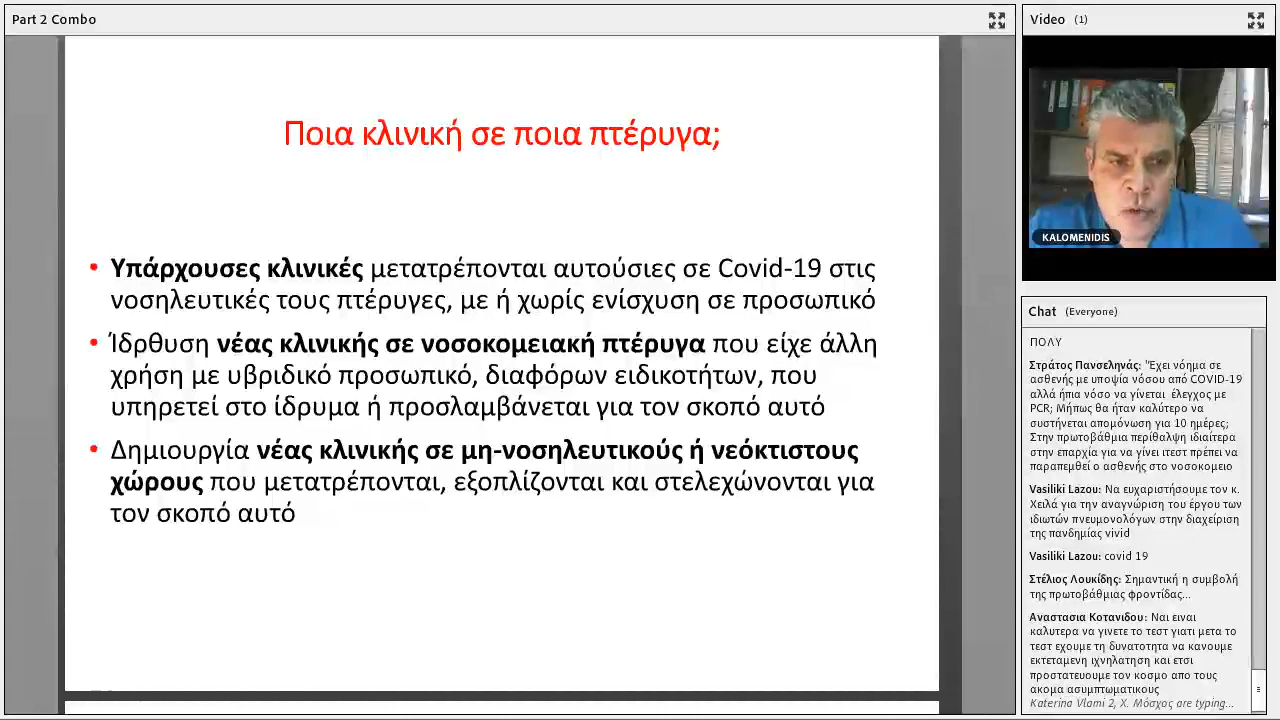 Part 2 Combo
Ποια κλινική σε ποια πτέρυγα;
• Υπάρχουσες κλινικές μετατρέπονται αυτούσιες σε Covid-19 στις
νοσηλευτικές τους πτέρυγες, με ή χωρίς ενίσχυση σε προσωπικό
• Ίδρθυση νέας κλινικής σε νοσοκομειακή πτέρυγα που είχε άλλη
χρήση με υβριδικό προσωπικό, διαφόρων ειδικοτήτων, που
υπηρετεί στο ίδρυμα ή προσλαμβάνεται για τον σκοπό αυτό
• Δημιουργία νέας κλινικής σε μη-νοσηλευτικούς ή νεόκτιστους
χώρους που μετατρέπονται, εξοπλίζονται και στελεχώνονται για
τον σκοπό αυτό
Video (1)
KALOMENIDIS
Chat (Everyone)
ΠΟΛΥ
Στράτος Πανσεληνάς: "Έχει νόημα σε
ασθενής με υποψία νόσου από COVID-19
αλλά ήπα νόσο να γίνεται έλεγχος με
PCR; Μήπως θα ήταν καλύτερο να
συστήνεται απομόνωση για 10 ημέρες;
Στην πρωτοβάθμια περίθαλψη ιδιαίτερα
στην επαρχία για να γίνει ιτεστ πρέπει να
παραπεμθεί ο ασθενής στο νοσοκομειο
Vasiliki Lazou: Να ευχαριστήσουμε τον κ.
Χειλά για την αναγνώριση του έργου των
ιδιωτών πνευμονολόγων στην διαχείριση
της πανδημίας vivid
Vasiliki Lazou: covid 19
Στέλιος Λουκίδης: Σημαντική η συμβολή
της πρωτοβάθμιας φροντίδας...
Αναστασια Κοτανιδου: Ναι ειναι
καλυτερα να γινετε το τεστ γιατι μετα το
τεστ εχουμε τη δυνατοτητα να κανουμε
εκτεταμενη ιχνηλατηση και ετσι
προστατευουμε τον κοσμο απο τους
ακομα ασυμπτωματικους
Katerina Vlami 2, Χ. Μόσχος are typing...